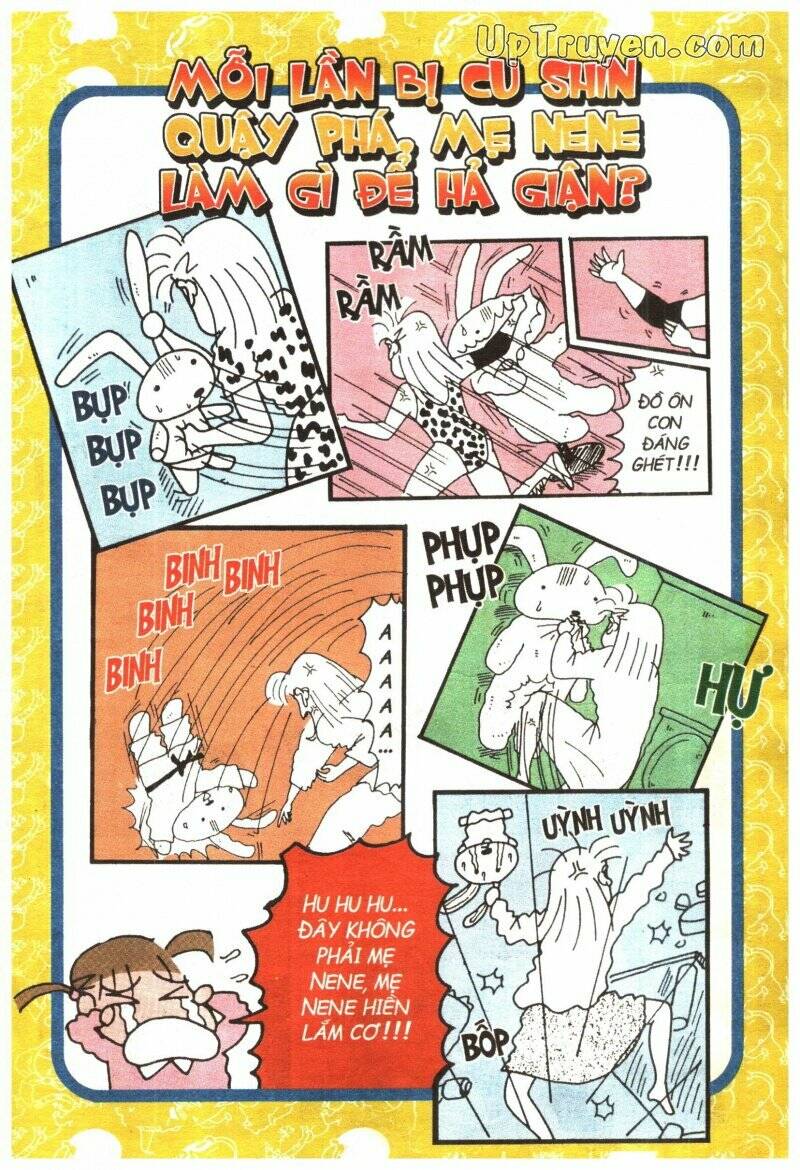 UpTruyen.com
MỖI LẦN BỊ CU SHIN
QUẬY PHÁ, MẸ NENE
LÀM GÌ ĐỂ HẢ GIẬN?
BỤP
BỤP
BỤP
RẦM
RẦM
ĐỒ ÔN
CON
ĐÁNG
GHÉT!!!
BINH BINH
BINH
BINH
A
A
A
A
A
A...
PHỤP
PHỤP
HỰ
UỲNH UỲNH
BỐP
HU HU HU...
ĐÂY KHÔNG
PHẢI MẸ
NENE, MẸ
NENE HIỀN
LẮM CƠ!!!